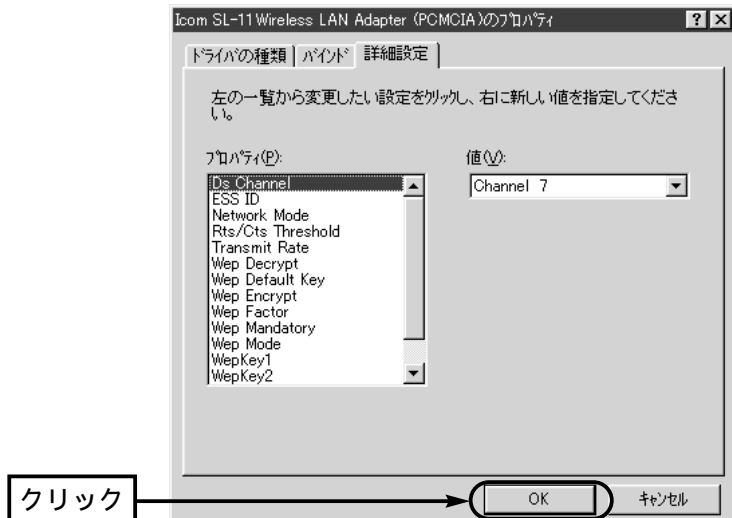 Icom SL-11 Wireless LAN Adapter (PCMCIA)のﾌﾟﾛﾊﾟﾃｨ
ﾄﾞﾗｲﾊﾞの種類 ﾊﾞｲﾝﾄﾞ 詳細設定
左の一覧から変更したい設定をｸﾘｯｸし、右に新しい値を指定してくださ
い。
ﾌﾟﾛﾊﾟﾃｨ(P): 値(V):
Ds Channel Channel 7
ESS ID
Network Mode
Rts/Cts Threshold
Transmit Rate
Wep Decrypt
Wep Default Key
Wep Encrypt
Wep Factor
Wep Mandatory
Wep Mode
WepKey1
WepKey2
クリック OK ｷｬﾝｾﾙ